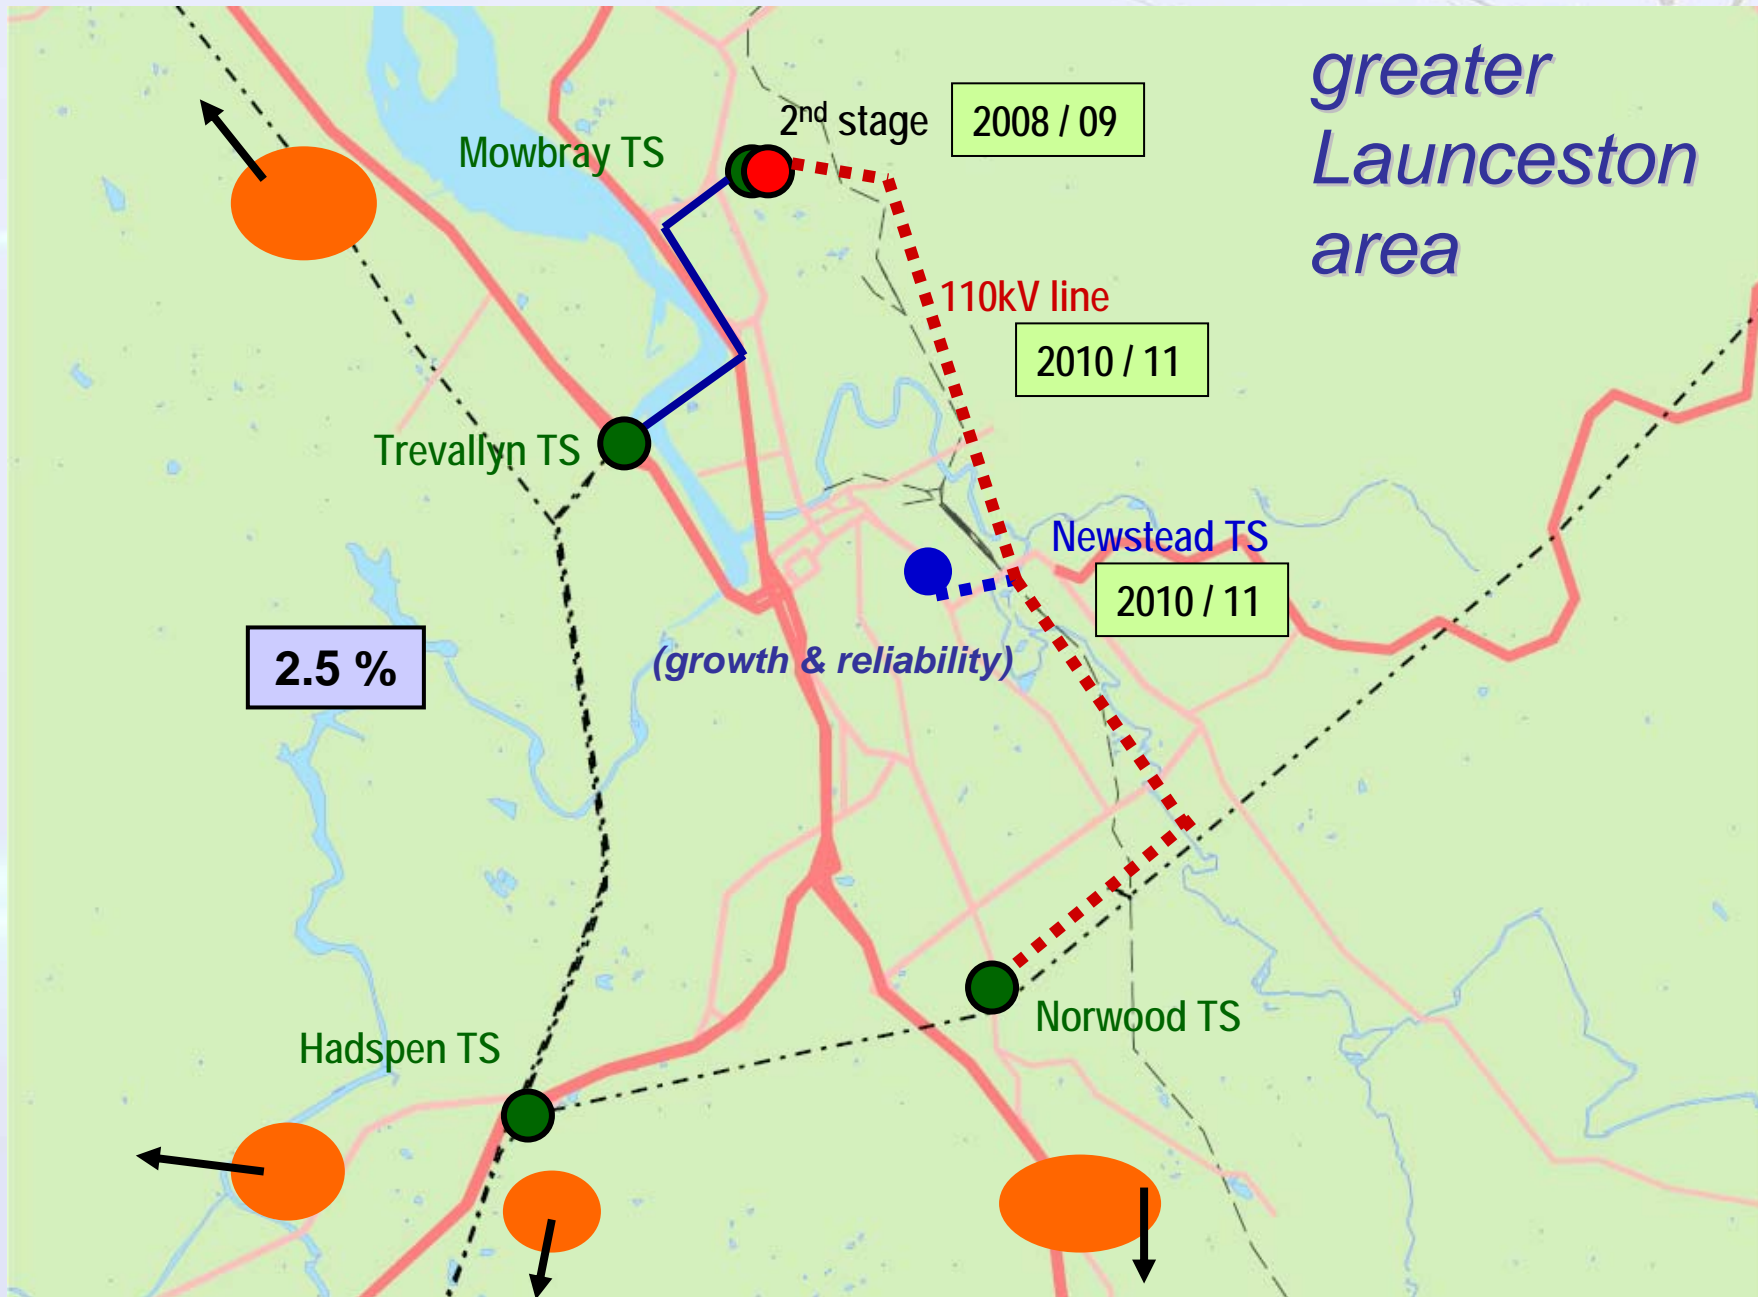 greater
Launceston
area
2nd stage
2008 / 09
Mowbray TS
110kV line
2010 / 11
Trevallyn TS
Newstead TS
2010 / 11
2.5 %
(growth & reliability)
Norwood TS
Hadspen TS